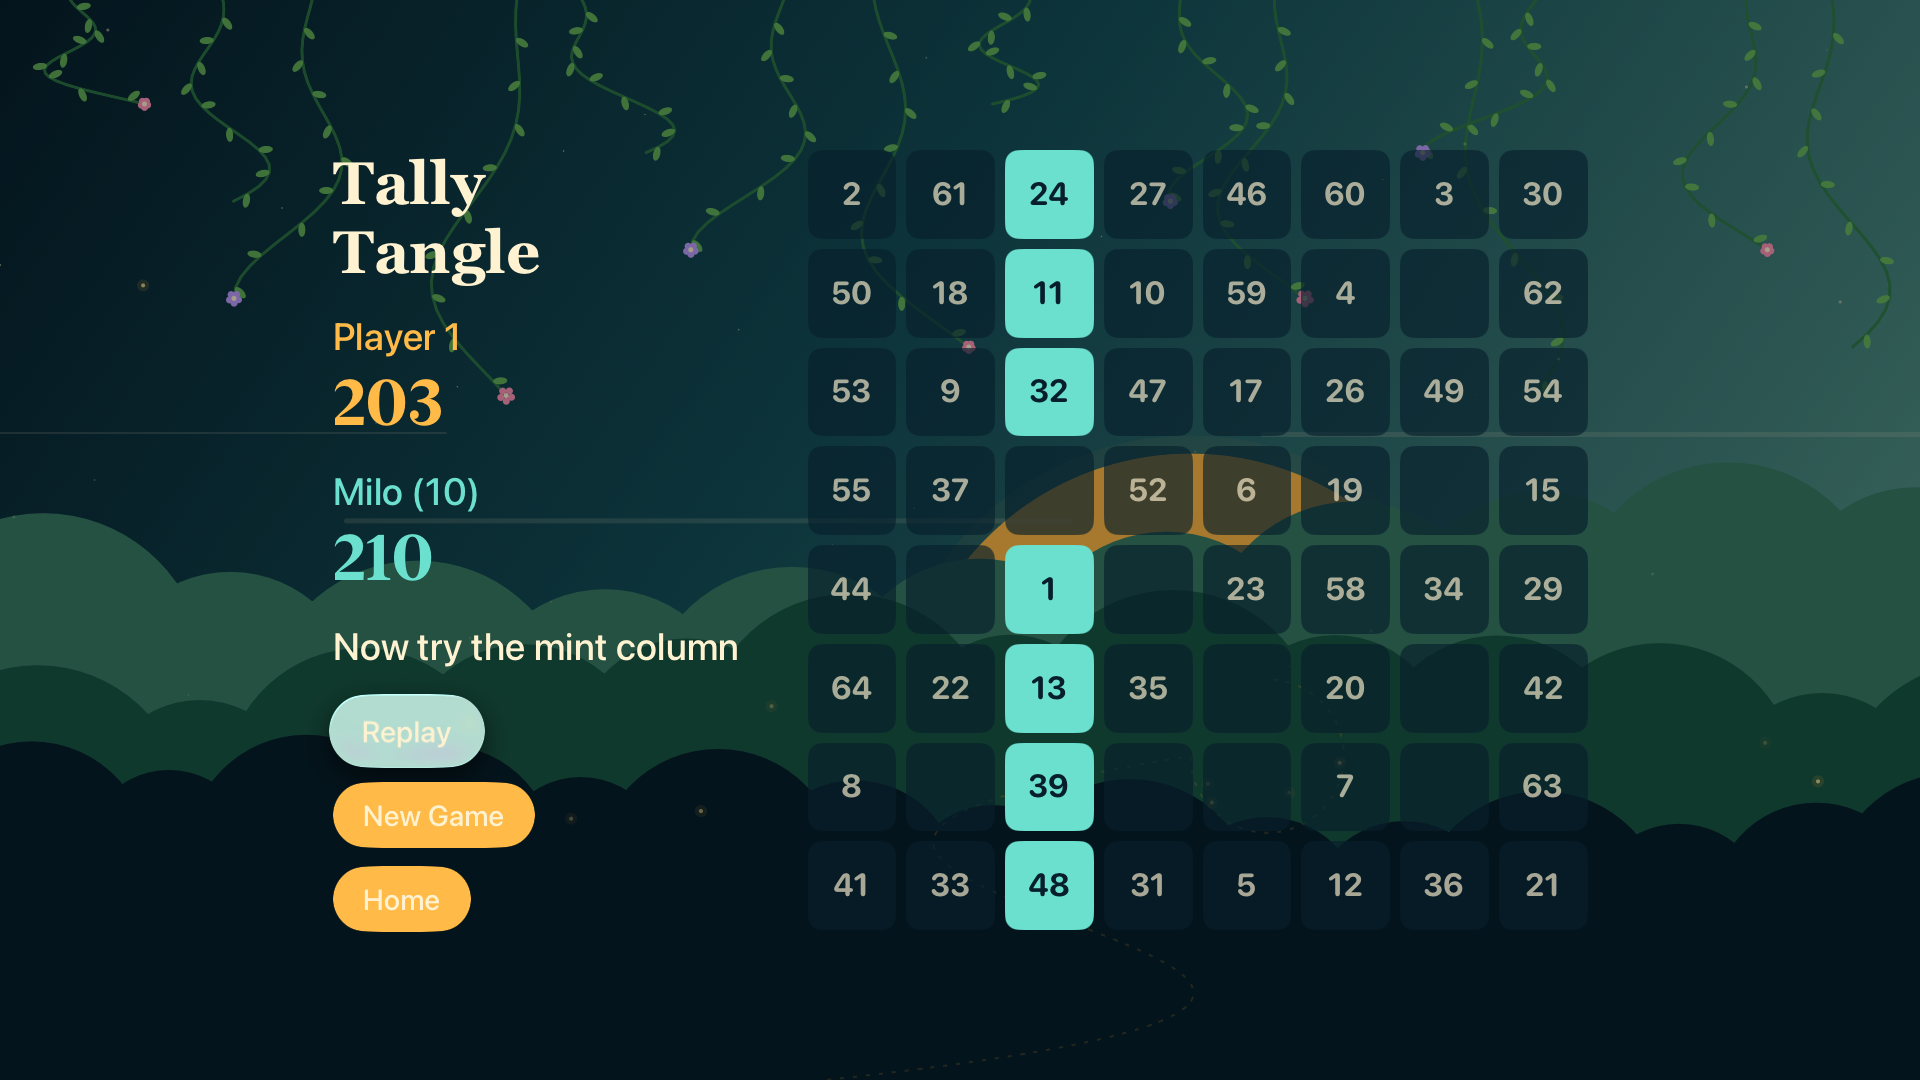 Tally
Tangle
Player 1
203
Milo (10)
210
Now try the mint column
Replay
New Game
Home
2 61 24 27 46 60 3 30
50 18 11 10 59 4 62
53 9 32 47 17 26 49 54
55 37 52 6 19 15
44 1 23 58 34 29
64 22 13 35 20 42
8 39 7 63
41 33 48 31 5 12 36 21